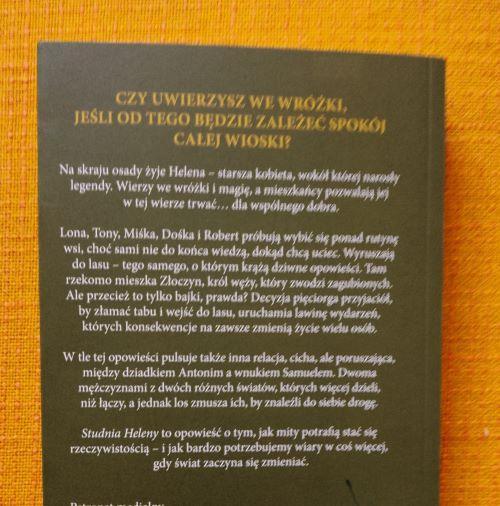 CZY UWIERZYSZ WE WRÓŻKI,
JEŚLI OD TEGO BĘDZIE ZALEŻEĆ SPOKÓJ
CAŁEJ WIOSKI?
Na skraju osady żyje Helena – starsza kobieta, wokół której narosły
legendy. Wierzy we wróżki i magię, a mieszkańcy pozwalają jej
w tej wierze trwać… dla wspólnego dobra.
Lona, Tony, Miśka, Dośka i Robert próbują wybić się ponad rutynę
wsi, choć sami nie do końca wiedzą, dokąd chcą uciec. Wyruszają
do lasu – tego samego, o którym krążą dziwne opowieści. Tam
rzekomo mieszka Złoczyn, król węży, który zwodzi zagubionych.
Ale przecież to tylko bajki, prawda? Decyzja pięciorga przyjaciół,
by złamać tabu i wejść do lasu, uruchamia lawinę wydarzeń,
których konsekwencje na zawsze zmienią życie wielu osób.
W tle tej opowieści pulsuje także inna relacja, cicha, ale poruszająca,
między dziadkiem Antonim a wnukiem Samuelem. Dwoma
mężczyznami z dwóch różnych światów, których więcej dzieli,
niż łączy, a jednak los zmusza ich, by znaleźli do siebie drogę.
Studnia Heleny to opowieść o tym, jak mity potrafią stać się
rzeczywistością – i jak bardzo potrzebujemy wiary w coś więcej,
gdy świat zaczyna się zmieniać.
Patronat medialny